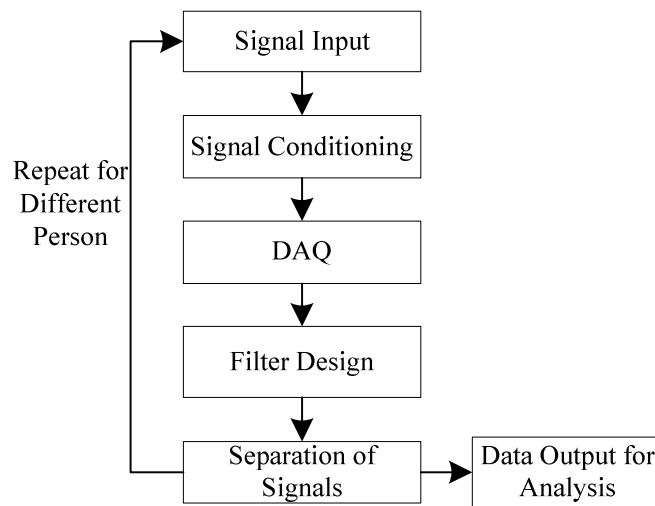 Signal Input
Signal Conditioning
Repeat for
Different
Person
DAQ
Filter Design
Separation of
Signals
Data Output for
Analysis